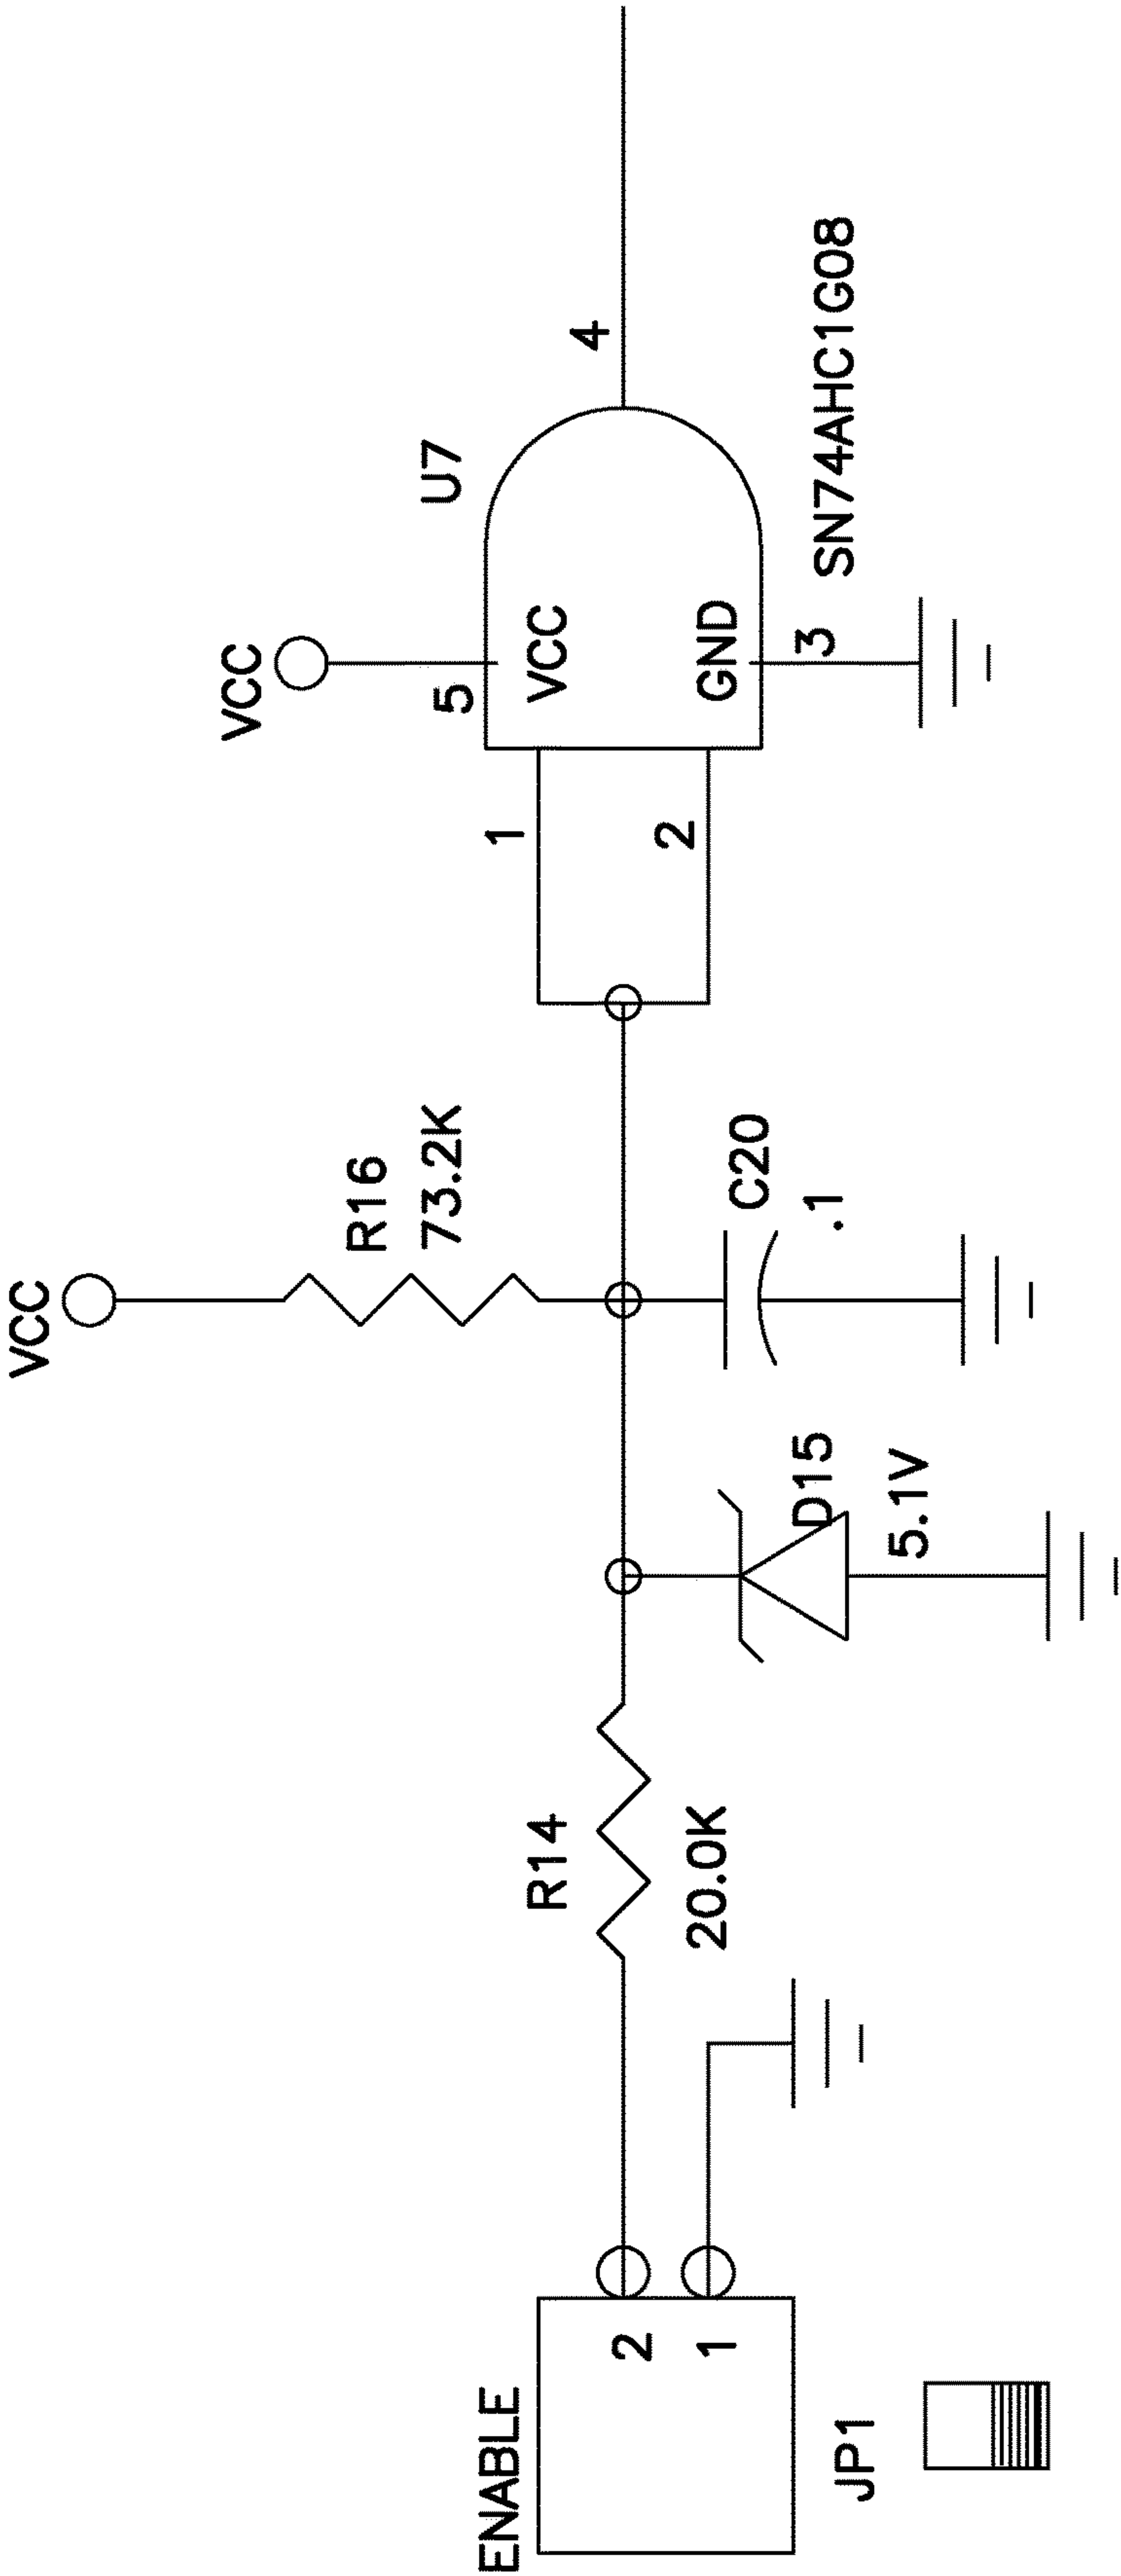 ENABLE
2
1
JP1
R14
20.0K
D15
5.1V
VCC
R16
73.2K
C20
.1
1
2
VCC
5
U7
VCC
GND
3
4
SN74AHC1G08